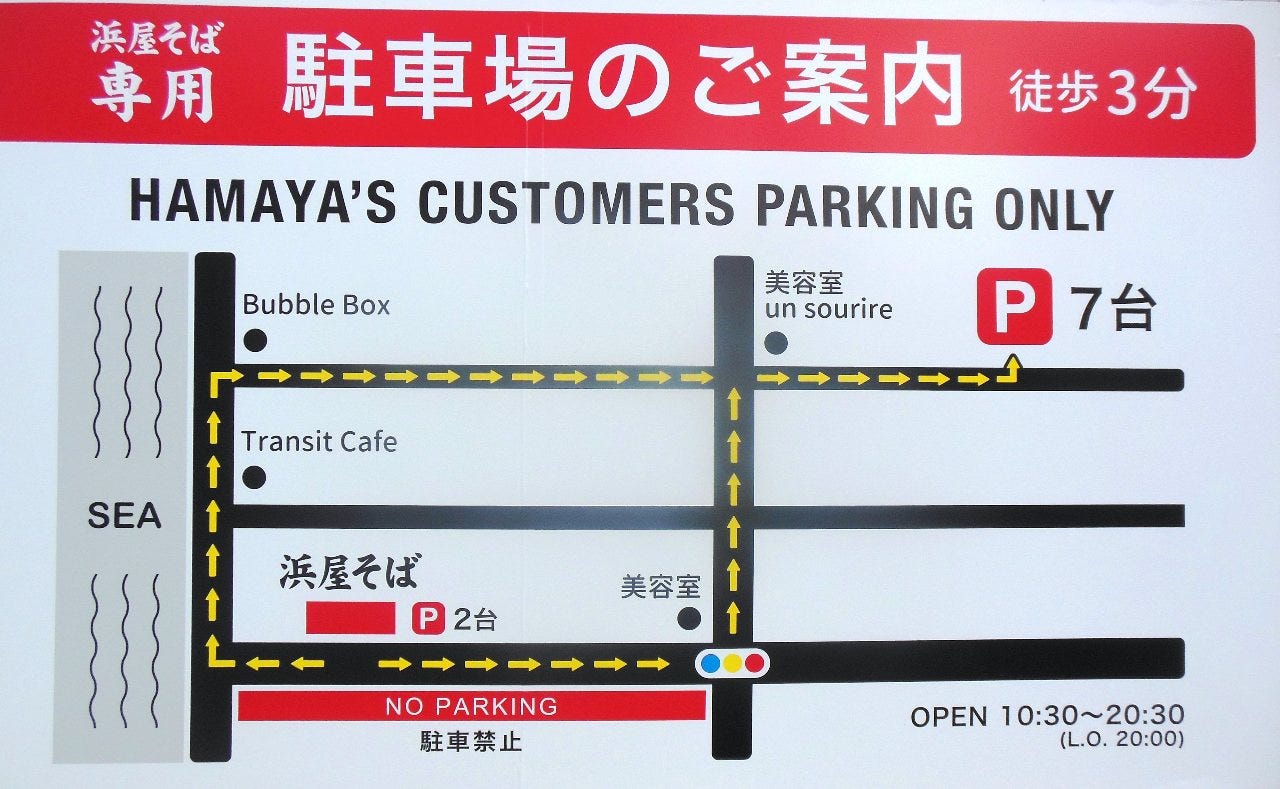 浜屋そば
専用
駐車場のご案内 徒歩3分
HAMAYA'S CUSTOMERS PARKING ONLY
Bubble Box
美容室
un sourire
P 7台
Transit Cafe
SEA
浜屋そば
P 2台
美容室
NO PARKING
駐車禁止
OPEN 10:30～20:30
(L.O. 20:00)